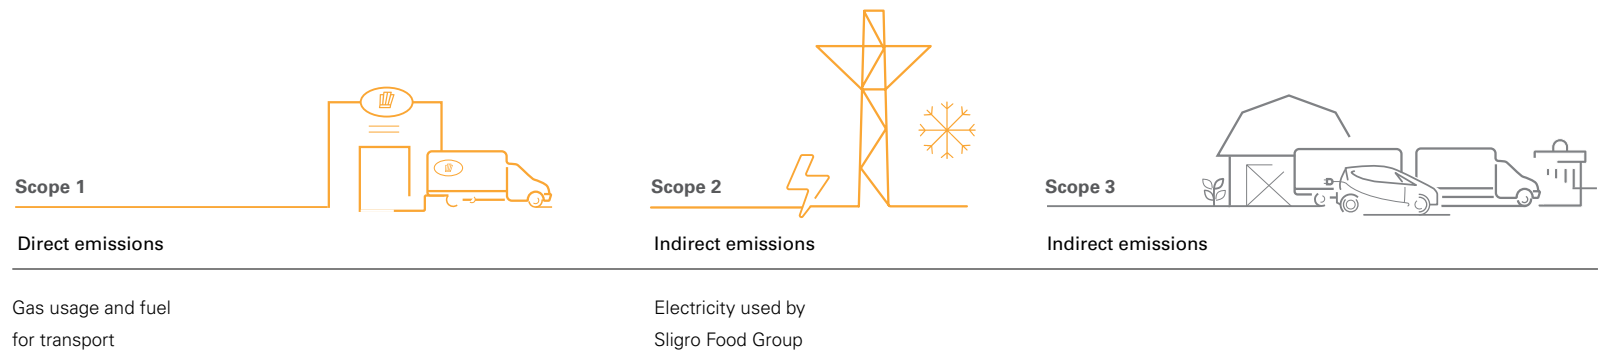 Scope 1
Scope 2
Scope 3
Direct emissions
Indirect emissions
Indirect emissions
Gas usage and fuel
for transport
Electricity used by
Sligro Food Group